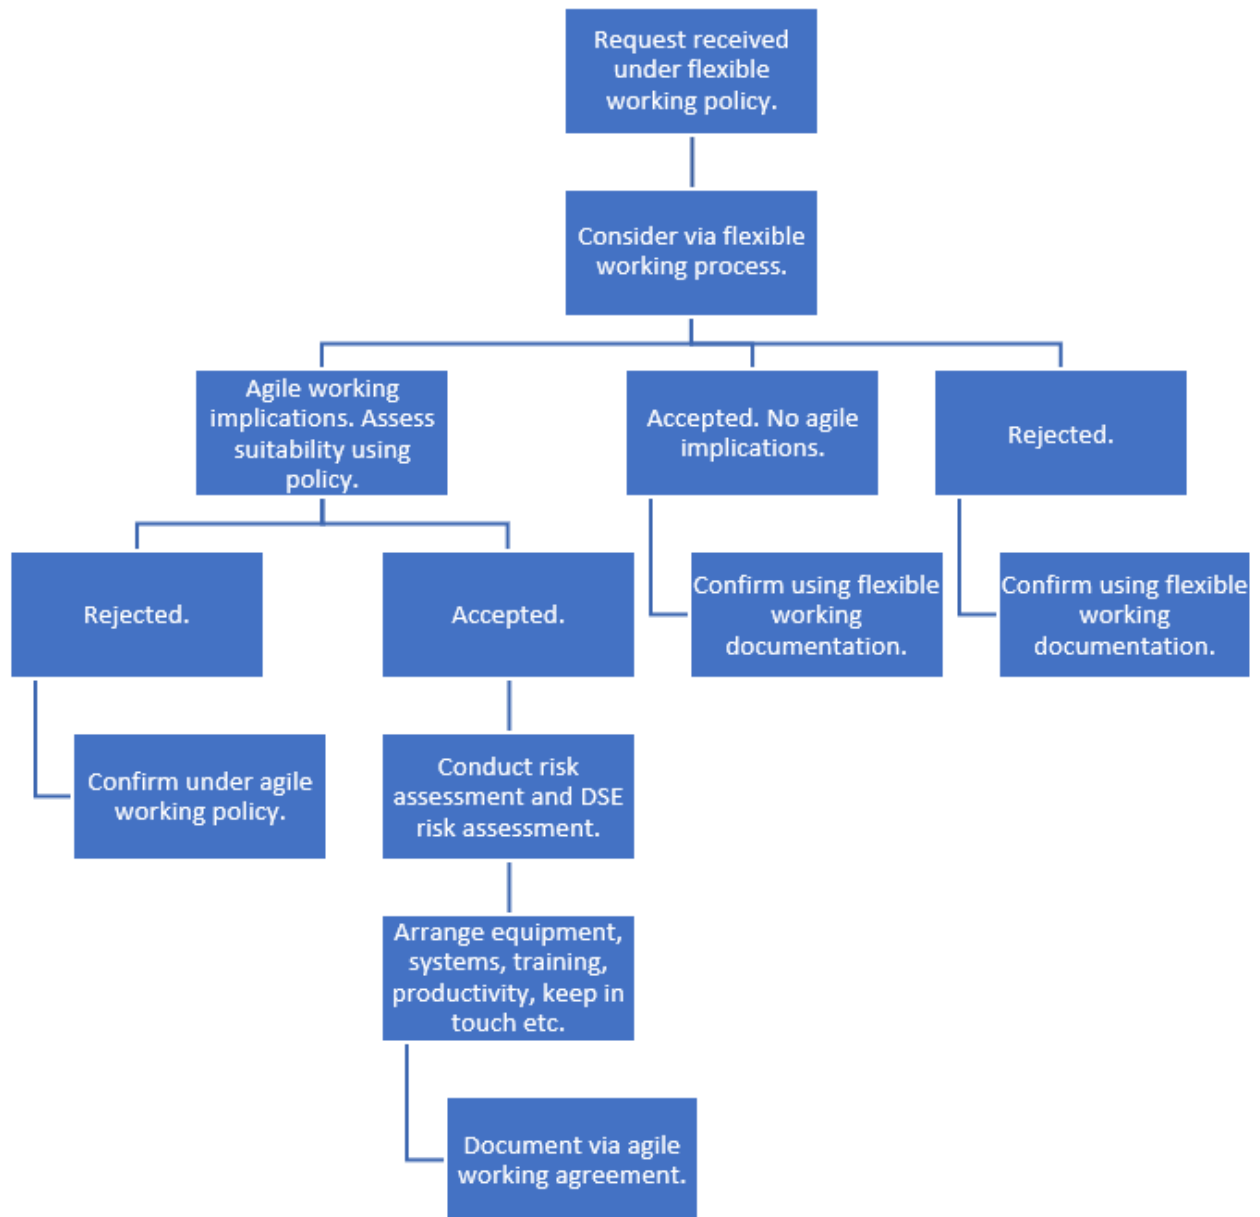 Request received
under flexible
working policy.
Consider via flexible
working process.
Agile working
implications. Assess
suitability using
policy.
Accepted. No agile
implications.
Rejected.
Rejected.
Accepted.
Confirm using flexible
working
documentation.
Confirm using flexible
working
documentation.
Confirm under agile
working policy.
Conduct risk
assessment and DSE
risk assessment.
Arrange equipment,
systems, training,
productivity, keep in
touch etc.
Document via agile
working agreement.